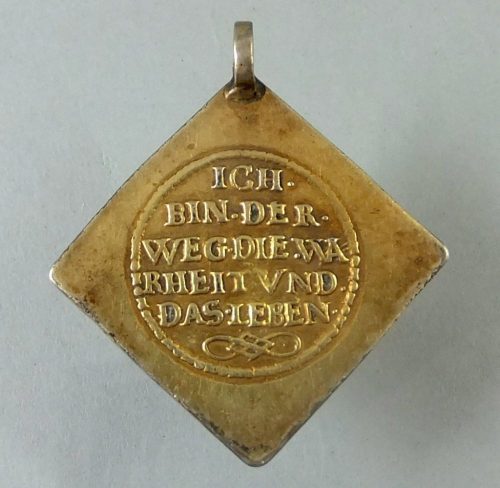 ICH·
BIN·DER·
WEG·DIE·WA
RHEIT VND·
DAS·LEBEN·